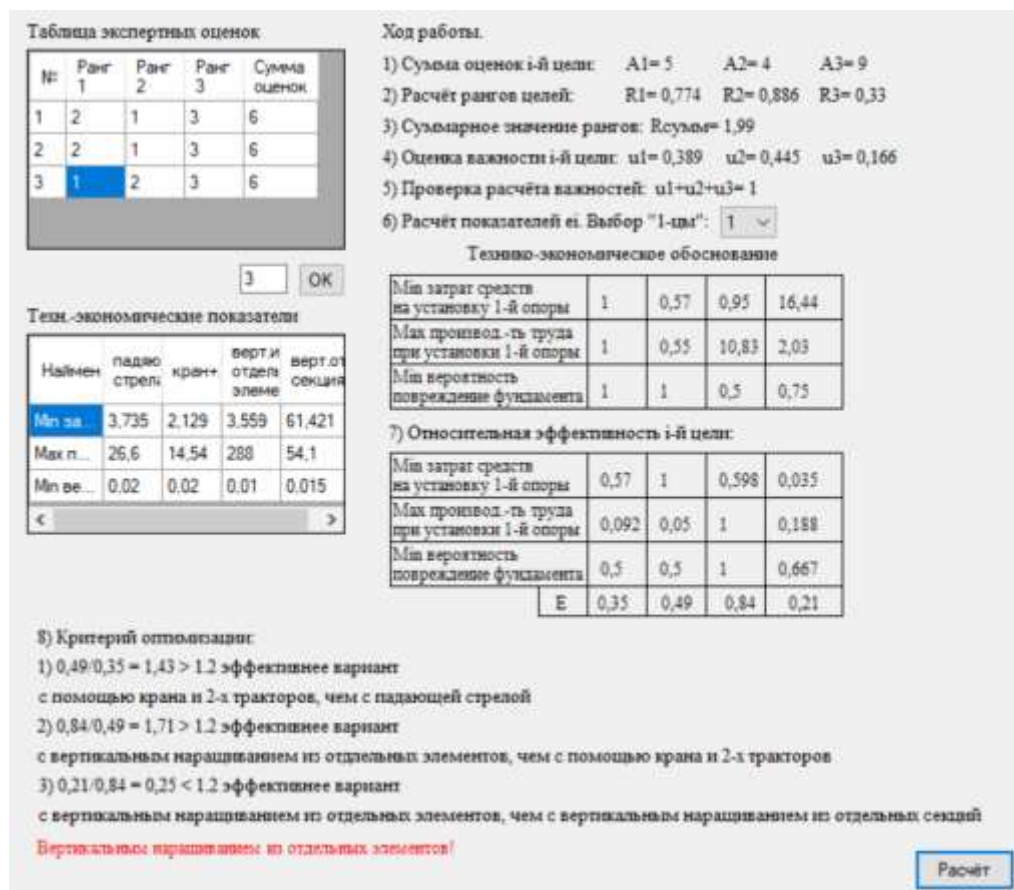 Таблица экспертных оценок
№ Ранг 1 Ранг 2 Ранг 3 Сумма оценок
1 2 1 3 6
2 2 1 3 6
3 1 2 3 6
3 OK
Техн.-экономические показатели
Наймен падаю стрел кран+ верт.и отдел элеме верт.от секция
Min за... 3,735 2,129 3,559 61,421
Max п... 26,6 14,54 288 54,1
Min ве... 0.02 0.02 0.01 0.015
Ход работы.
1) Сумма оценок i-й цели: A1= 5 A2= 4 A3= 9
2) Расчёт рангов целей: R1= 0,774 R2= 0,886 R3= 0,33
3) Суммарное значение рангов: Rсумм= 1,99
4) Оценка важности i-й цели: u1= 0,389 u2= 0,445 u3= 0,166
5) Проверка расчёта важностей: u1+u2+u3= 1
6) Расчёт показателей ei. Выбор "1-цы": 1
Технико-экономическое обоснование
Min затрат средств
на установку 1-й опоры 1 0,57 0,95 16,44
Max производ.-ть труда
при установки 1-й опоры 1 0,55 10,83 2,03
Min вероятность
повреждение фундамента 1 1 0,5 0,75
7) Относительная эффективность i-й цели:
Min затрат средств
на установку 1-й опоры 0,57 1 0,598 0,035
Max производ.-ть труда
при установки 1-й опоры 0,092 0,05 1 0,188
Min вероятность
повреждение фундамента 0,5 0,5 1 0,667
E 0,35 0,49 0,84 0,21
8) Критерий оптимизации:
1) 0,49/0,35 = 1,43 > 1.2 эффективнее вариант
с помощью крана и 2-х тракторов, чем с падающей стрелой
2) 0,84/0,49 = 1,71 > 1.2 эффективнее вариант
с вертикальным наращиванием из отдельных элементов, чем с помощью крана и 2-х тракторов
3) 0,21/0,84 = 0,25 < 1.2 эффективнее вариант
с вертикальным наращиванием из отдельных элементов, чем с вертикальным наращиванием из отдельных секций
Вертикальным наращиванием из отдельных элементов!
Расчёт